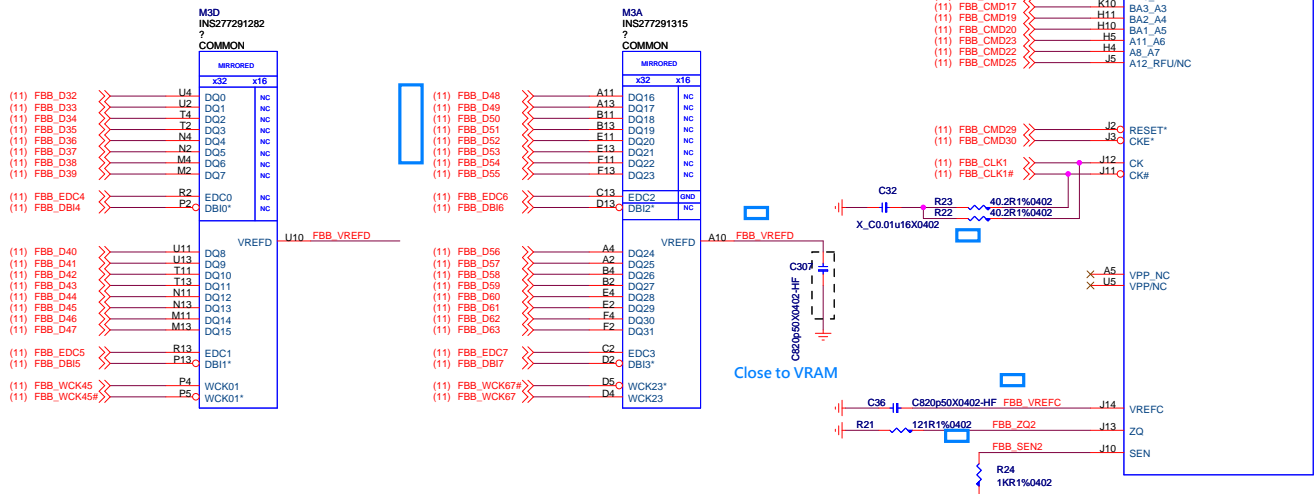 M3D
INS277291282
?
COMMON
MIRRORED
x32 x16
(11) FBB_D32 U4 DQ0 NC
(11) FBB_D33 U2 DQ1 NC
(11) FBB_D34 T4 DQ2 NC
(11) FBB_D35 T2 DQ3 NC
(11) FBB_D36 N4 DQ4 NC
(11) FBB_D37 N2 DQ5 NC
(11) FBB_D38 M4 DQ6 NC
(11) FBB_D39 M2 DQ7 NC
(11) FBB_EDC4 R2 EDC0 NC
(11) FBB_DBI4 P2 DBI0* NC
VREFD U10 FBB_VREFD
(11) FBB_D40 U11 DQ8
(11) FBB_D41 U13 DQ9
(11) FBB_D42 T11 DQ10
(11) FBB_D43 T13 DQ11
(11) FBB_D44 N11 DQ12
(11) FBB_D45 N13 DQ13
(11) FBB_D46 M11 DQ14
(11) FBB_D47 M13 DQ15
(11) FBB_EDC5 R13 EDC1
(11) FBB_DBI5 P13 DBI1*
(11) FBB_WCK45 P4 WCK01
(11) FBB_WCK45# P5 WCK01*
M3A
INS277291315
?
COMMON
MIRRORED
x32 x16
(11) FBB_D48 A11 DQ16 NC
(11) FBB_D49 A13 DQ17 NC
(11) FBB_D50 B11 DQ18 NC
(11) FBB_D51 B13 DQ19 NC
(11) FBB_D52 E11 DQ20 NC
(11) FBB_D53 E13 DQ21 NC
(11) FBB_D54 F11 DQ22 NC
(11) FBB_D55 F13 DQ23 NC
(11) FBB_EDC6 C13 EDC2 GND
(11) FBB_DBI6 D13 DBI2* NC
VREFD A10 FBB_VREFD
(11) FBB_D56 A4 DQ24
(11) FBB_D57 A2 DQ25
(11) FBB_D58 B4 DQ26
(11) FBB_D59 B2 DQ27
(11) FBB_D60 E4 DQ28
(11) FBB_D61 E2 DQ29
(11) FBB_D62 F4 DQ30
(11) FBB_D63 F2 DQ31
(11) FBB_EDC7 C2 EDC3
(11) FBB_DBI7 D2 DBI3*
(11) FBB_WCK67# D5 WCK23*
(11) FBB_WCK67 D4 WCK23
C307
C820p50X0402-HF
Close to VRAM
(11) FBB_CMD17 K10 BA3_A3
(11) FBB_CMD19 H11 BA2_A4
(11) FBB_CMD20 H10 BA1_A5
(11) FBB_CMD23 H5 A11_A6
(11) FBB_CMD22 H4 A8_A7
(11) FBB_CMD25 J5 A12_RFU/NC
(11) FBB_CMD29 J2 RESET*
(11) FBB_CMD30 J3 CKE*
(11) FBB_CLK1 J12 CK
(11) FBB_CLK1# J11 CK#
C32
X_C0.01u16X0402
R23 40.2R1%0402
R22 40.2R1%0402
A5 VPP_NC
U5 VPP/NC
C36 C820p50X0402-HF FBB_VREFC J14 VREFC
R21 121R1%0402 FBB_ZQ2 J13 ZQ
FBB_SEN2 J10 SEN
R24
1KR1%0402